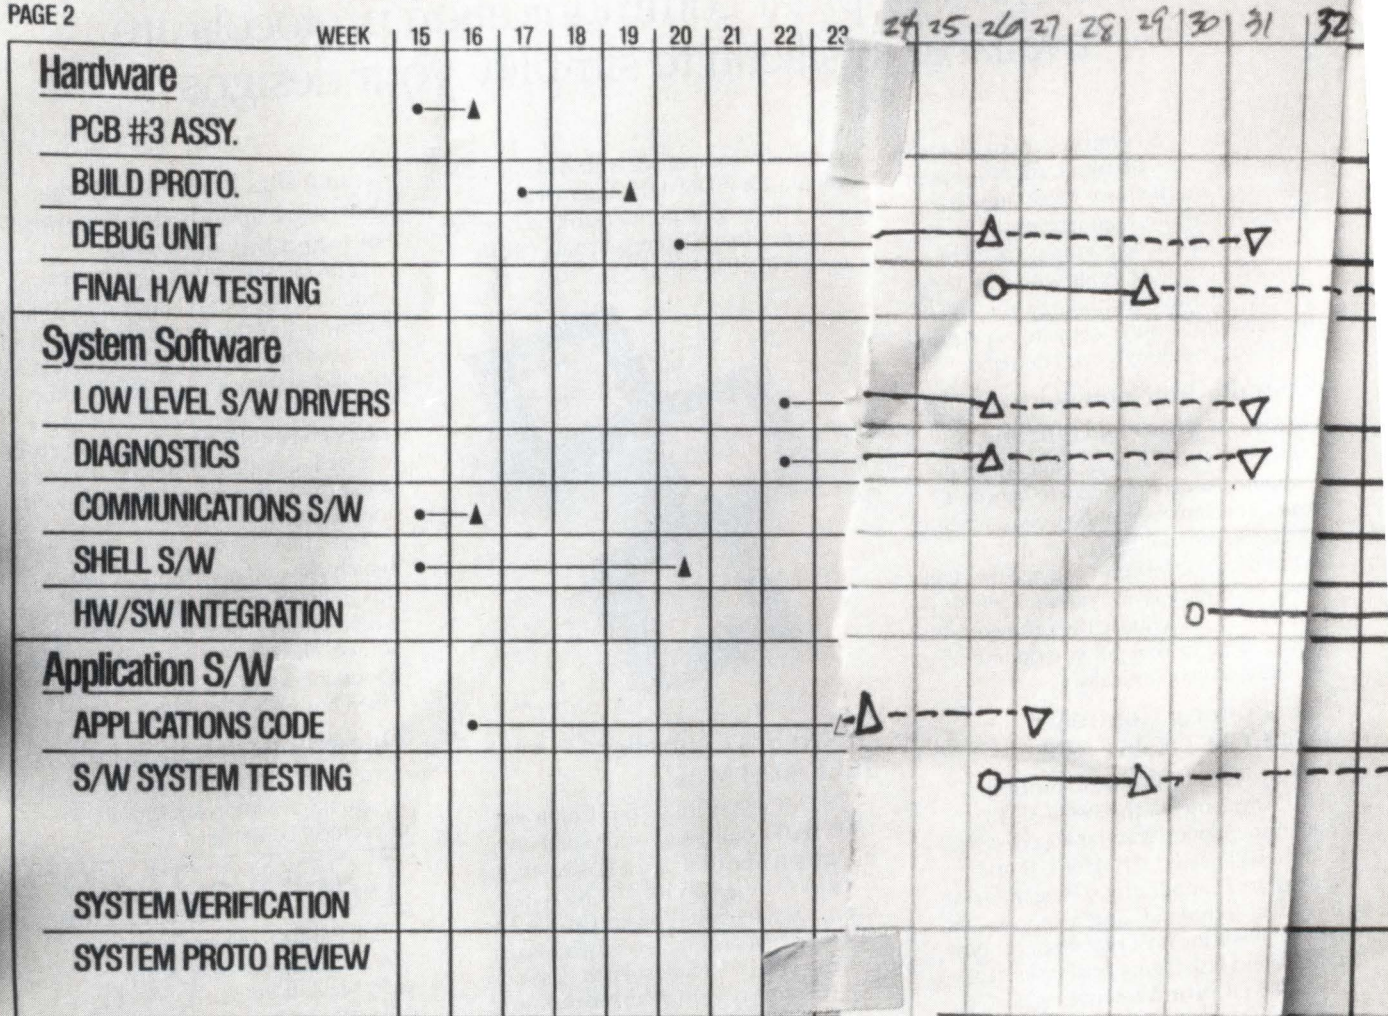 PAGE 2
WEEK 15 16 17 18 19 20 21 22 23 24 25 26 27 28 29 30 31 32
Hardware
PCB #3 ASSY.
BUILD PROTO.
DEBUG UNIT
FINAL H/W TESTING
System Software
LOW LEVEL S/W DRIVERS
DIAGNOSTICS
COMMUNICATIONS S/W
SHELL S/W
HW/SW INTEGRATION
Application S/W
APPLICATIONS CODE
S/W SYSTEM TESTING
SYSTEM VERIFICATION
SYSTEM PROTO REVIEW